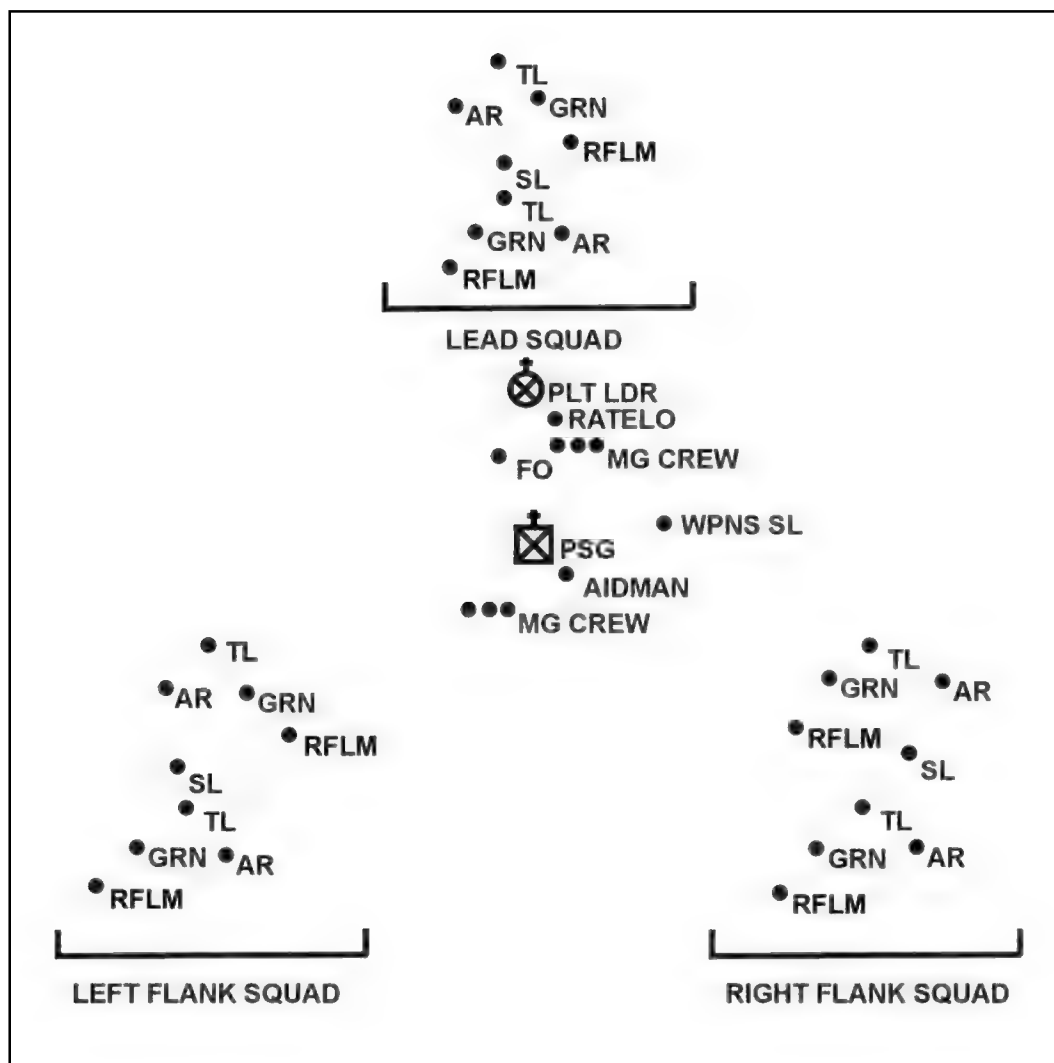 TL
GRN
AR
RFLM
SL
TL
GRN AR
RFLM
LEAD SQUAD
PLT LDR
RATELO
MG CREW
FO
WPNS SL
PSG
AIDMAN
MG CREW
TL
AR
GRN
RFLM
SL
TL
GRN
AR
RFLM
LEFT FLANK SQUAD
TL
GRN
AR
RFLM
SL
TL
GRN
AR
RFLM
RIGHT FLANK SQUAD